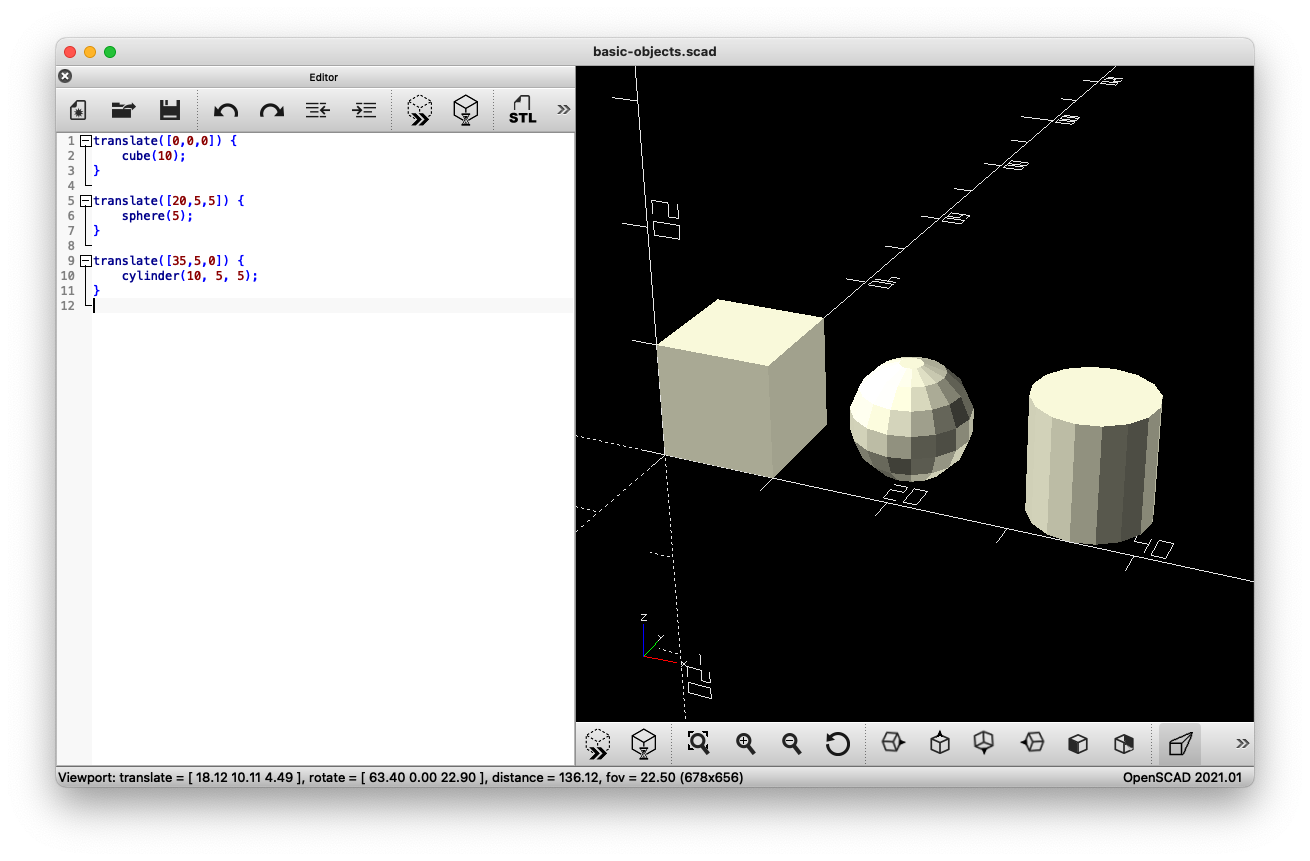 basic-objects.scad
Editor
STL
1 translate([0,0,0]) {
2     cube(10);
3 }
4
5 translate([20,5,5]) {
6     sphere(5);
7 }
8
9 translate([35,5,0]) {
10     cylinder(10, 5, 5);
11 }
12
20
20
40
Z
Y
X
Viewport: translate = [ 18.12 10.11 4.49 ], rotate = [ 63.40 0.00 22.90 ], distance = 136.12, fov = 22.50 (678x656)
OpenSCAD 2021.01